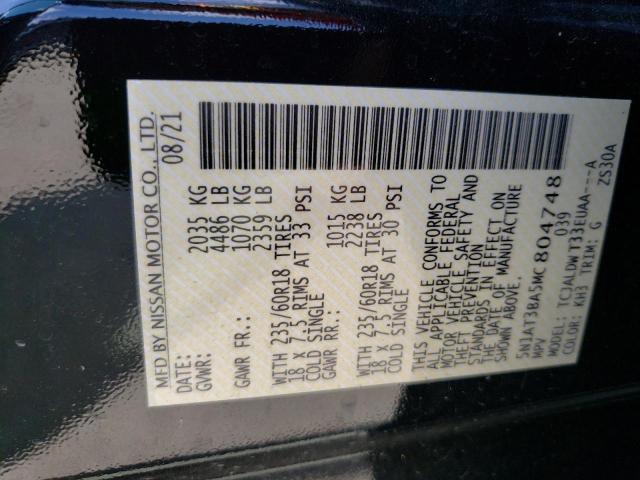 MFD BY NISSAN MOTOR CO., LTD.
DATE: 08/21
GVWR: 2035 KG
4486 LB
GAWR FR.: 1070 KG
2359 LB
WITH 235/60R18 TIRES
18 X 7.5 RIMS AT 33 PSI
COLD SINGLE
GAWR RR.: 1015 KG
2238 LB
WITH 235/60R18 TIRES
18 X 7.5 RIMS AT 30 PSI
COLD SINGLE
THIS VEHICLE CONFORMS TO
ALL APPLICABLE FEDERAL
MOTOR VEHICLE SAFETY AND
THEFT PREVENTION
STANDARDS IN EFFECT ON
THE DATE OF MANUFACTURE
SHOWN ABOVE.
5N1AT3BA5MC804748
MPV 039
TCJALDWT33EUAA---A
COLOR: KH3 TRIM: G ZS30A